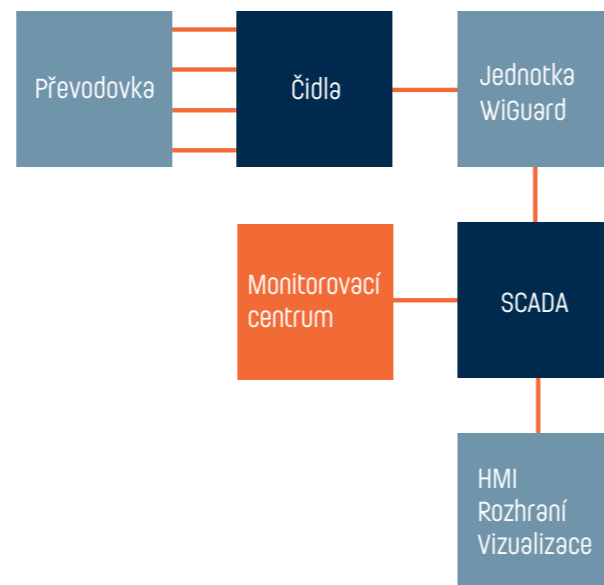 Převodovka
Čidla
Jednotka
WiGuard
Monitorovací
centrum
SCADA
HMI
Rozhraní
Vizualizace